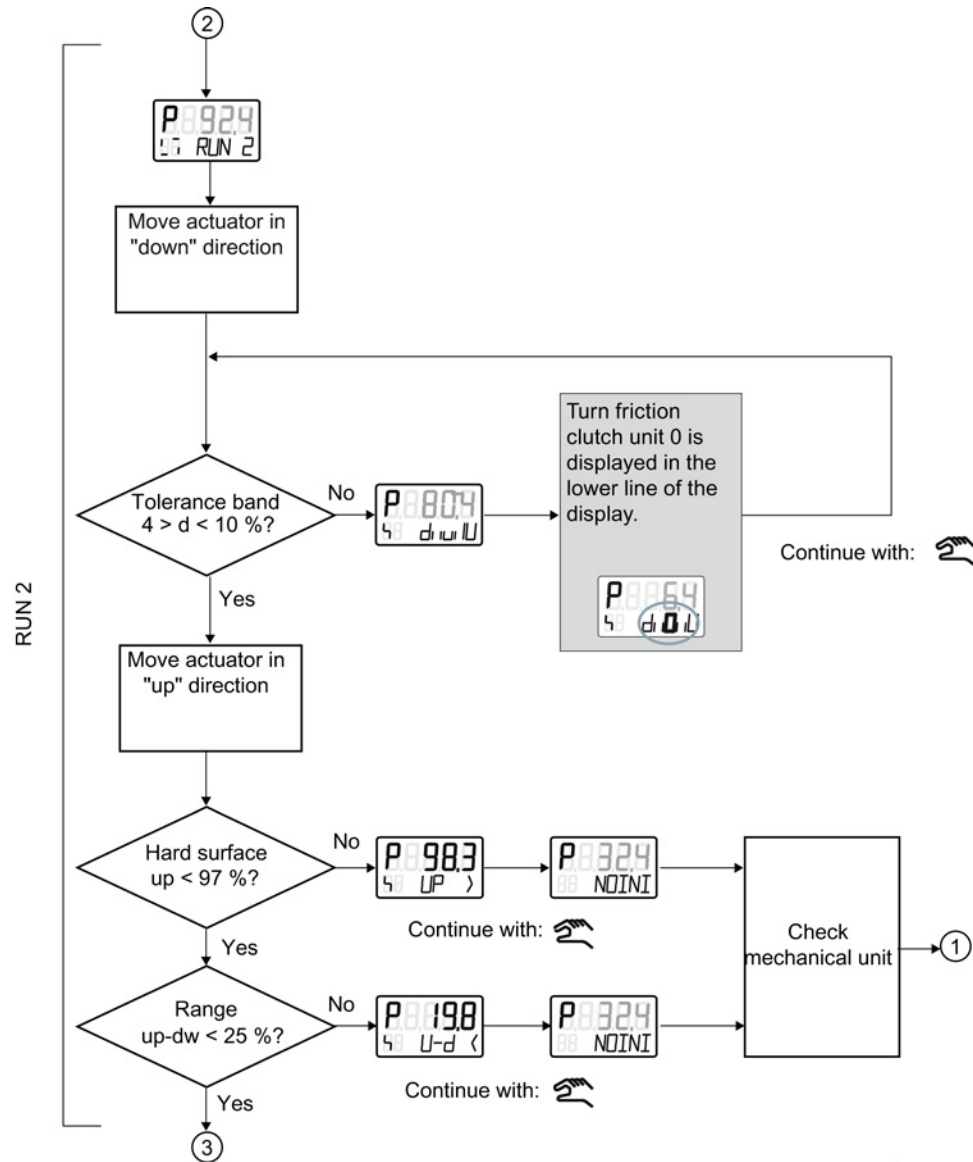 2
P 92.4
RUN 2
Move actuator in
"down" direction
Tolerance band
4 > d < 10 %?
No
P 80.4
Turn friction
clutch unit 0 is
displayed in the
lower line of the
display.
P 6.4
Continue with:
Yes
RUN 2
Move actuator in
"up" direction
Hard surface
up < 97 %?
No
P 98.3
UP >
P 32.4
NOINI
Continue with:
Check
mechanical unit
1
Yes
Range
up-dw < 25 %?
No
P 19.8
U-d <
P 32.4
NOINI
Continue with:
Yes
3